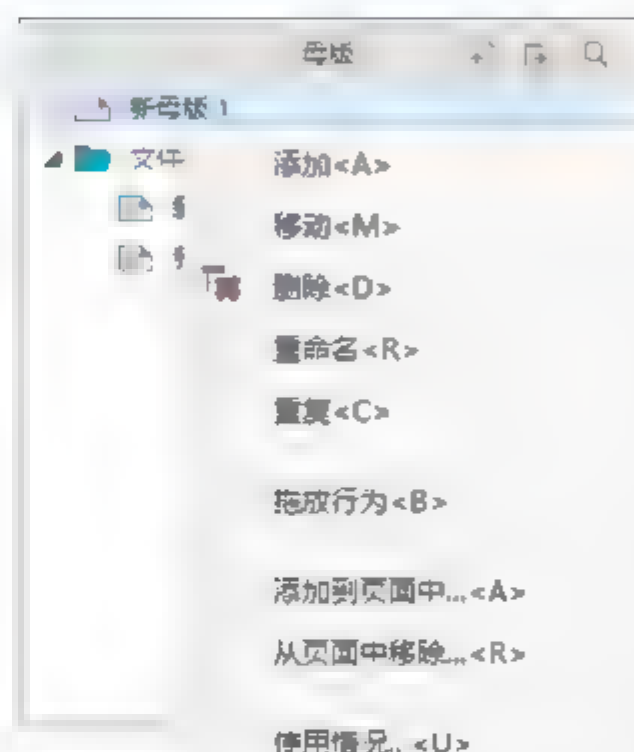 母版
新母版 1
文件
添加<A>
移动<M>
删除<D>
重命名<R>
重复<C>
拖放行为<B>
添加到页面中...<A>
从页面中移除...<R>
使用情况...<U>